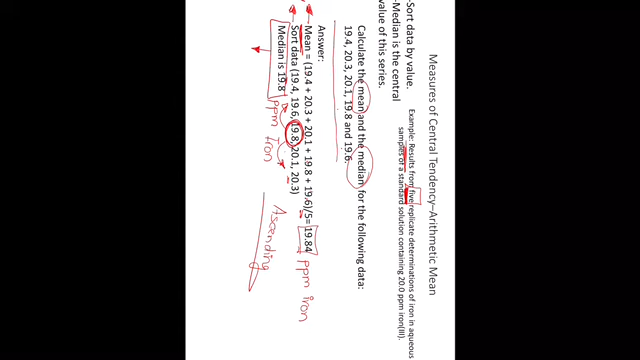 Measures of Central Tendency–Arithmetic Mean
Example: Results from five replicate determinations of iron in aqueous
samples of a standard solution containing 20.0 ppm iron(III).
-Sort data by value.
-Median is the central
value of this series.
Calculate the mean and the median for the following data:
19.4, 20.3, 20.1, 19.8 and 19.6.
Answer:
Mean = (19.4 + 20.3 + 20.1 + 19.8 + 19.6)/5= 19.84 ppm iron
Sort data (19.4, 19.6, 19.8, 20.1, 20.3)
Ascending
Median is 19.8 ppm Iron